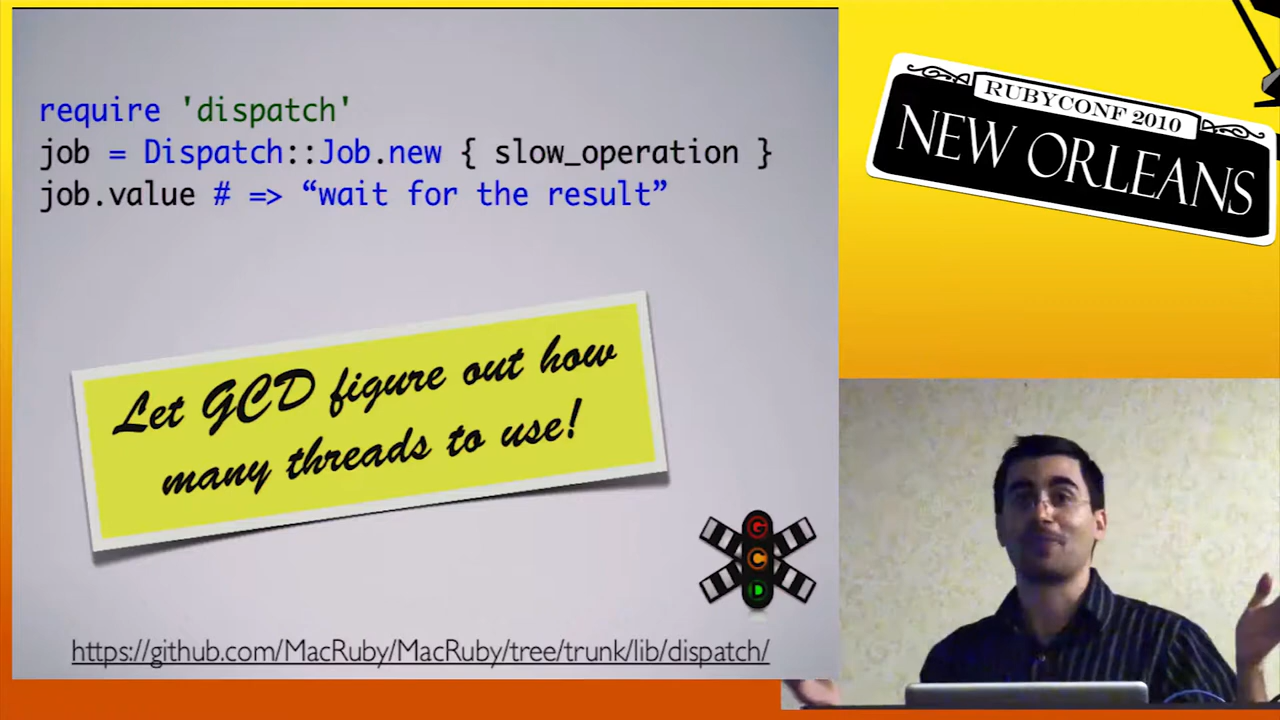 require 'dispatch'
job = Dispatch::Job.new { slow_operation }
job.value # => “wait for the result”
Let GCD figure out how
many threads to use!
G
C
D
https://github.com/MacRuby/MacRuby/tree/trunk/lib/dispatch/
RUBYCONF 2010
NEW ORLEANS